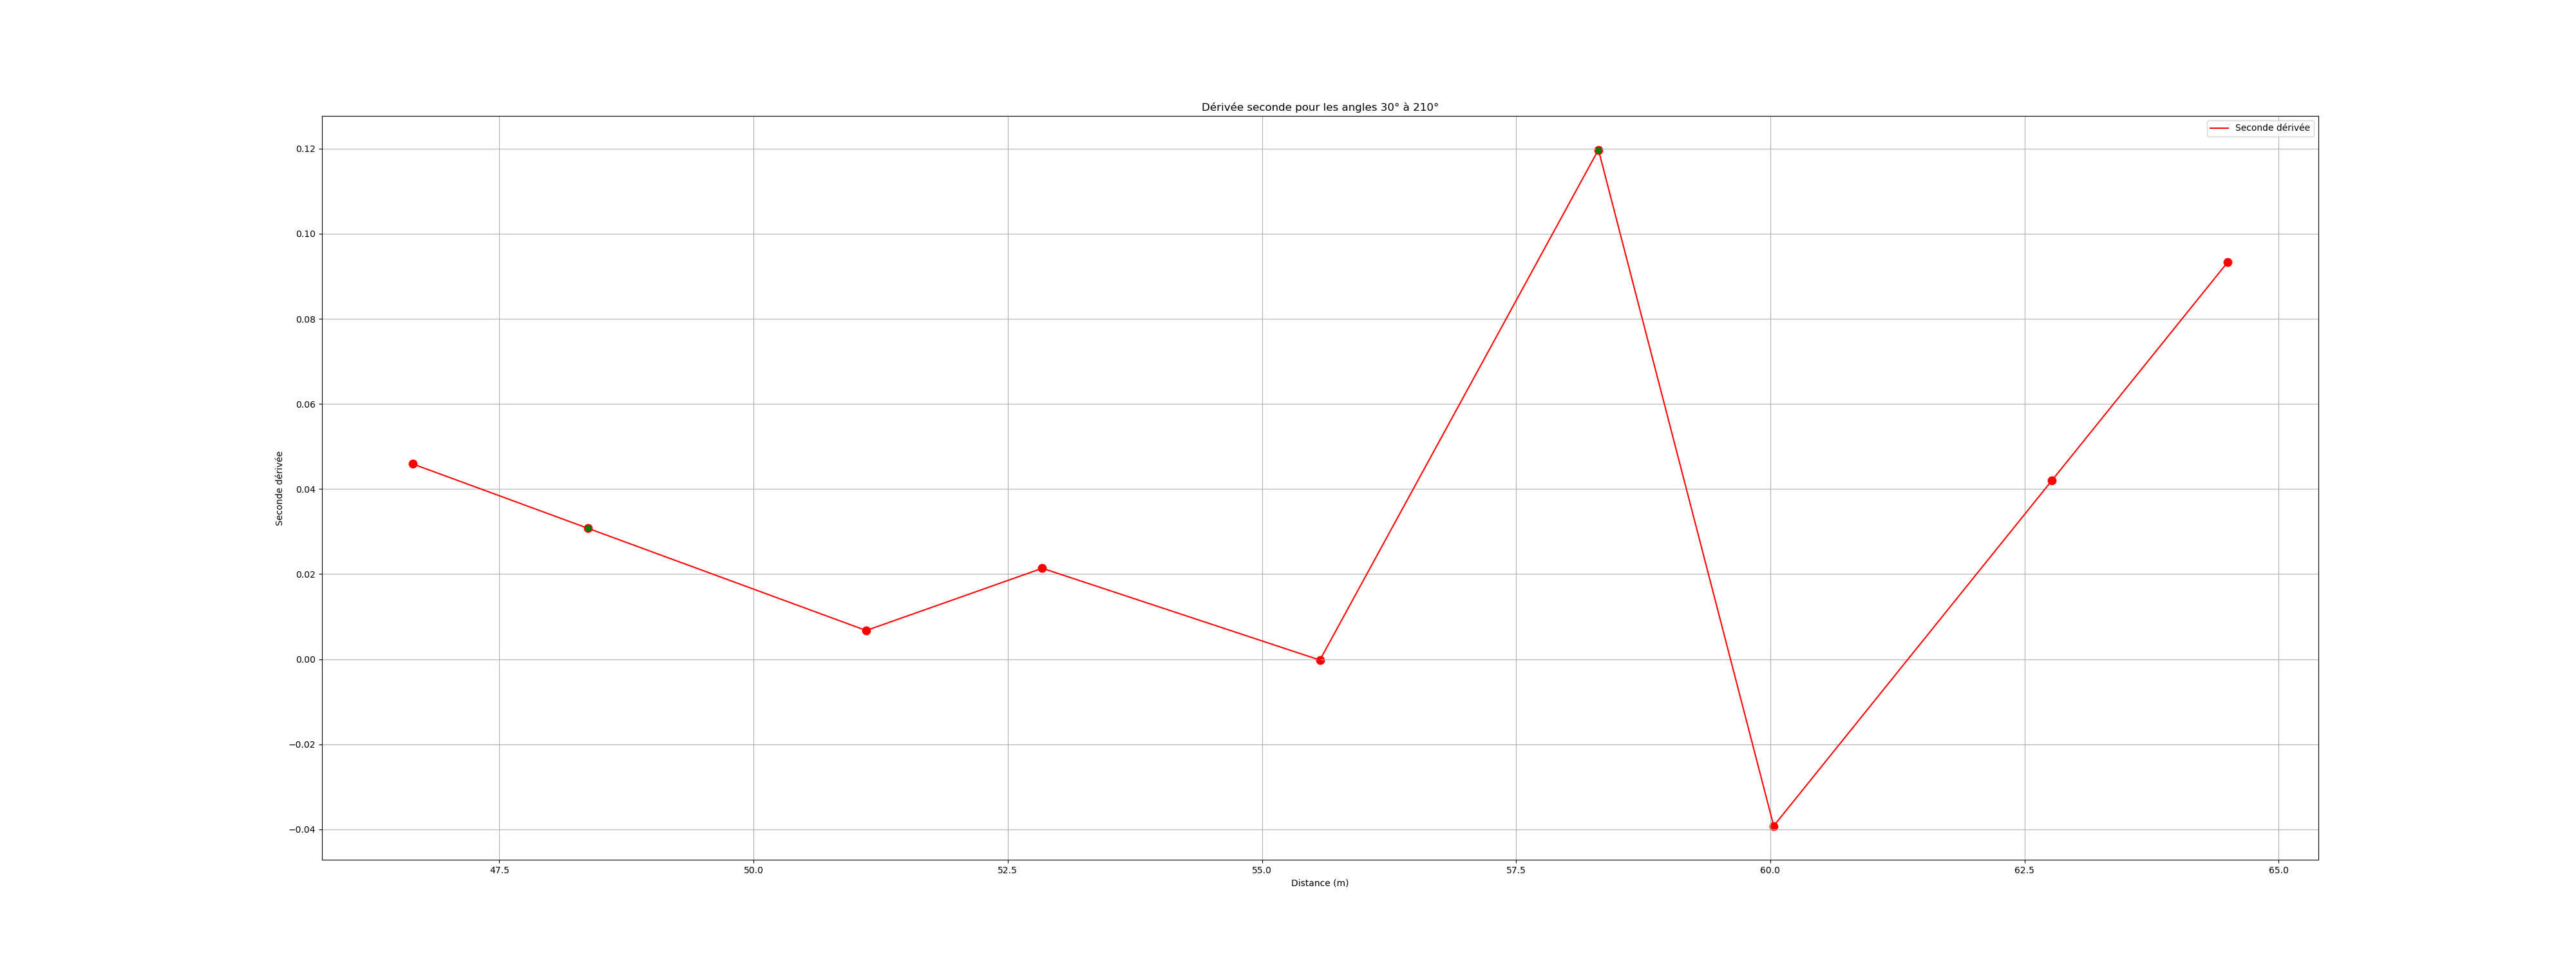 Dérivée seconde pour les angles 30° à 210°
Seconde dérivée
0.12
0.10
0.08
0.06
0.04
0.02
0.00
−0.02
−0.04
Seconde dérivée
47.5 50.0 52.5 55.0 57.5 60.0 62.5 65.0
Distance (m)